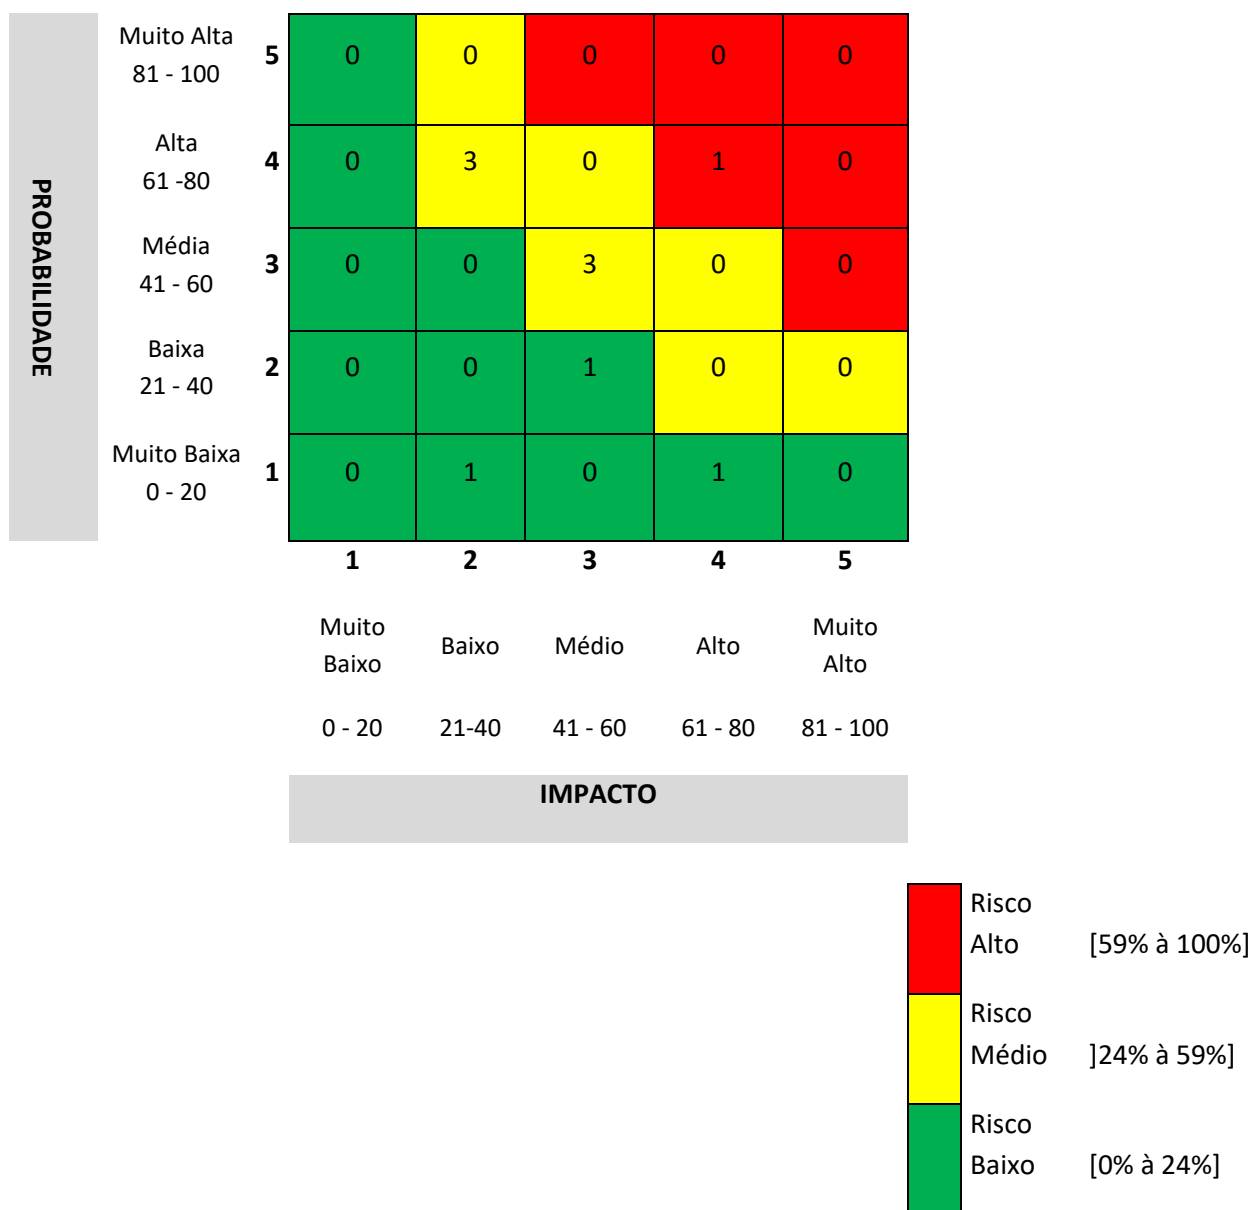 PROBABILIDADE
Muito Alta
81 - 100
5 0 0 0 0 0
Alta
61 -80
4 0 3 0 1 0
Média
41 - 60
3 0 0 3 0 0
Baixa
21 - 40
2 0 0 1 0 0
Muito Baixa
0 - 20
1 0 1 0 1 0
1 2 3 4 5
Muito
Baixo
Baixo
Médio
Alto
Muito
Alto
0 - 20 21-40 41 - 60 61 - 80 81 - 100
IMPACTO
Risco
Alto [59% à 100%]
Risco
Médio ]24% à 59%]
Risco
Baixo [0% à 24%]